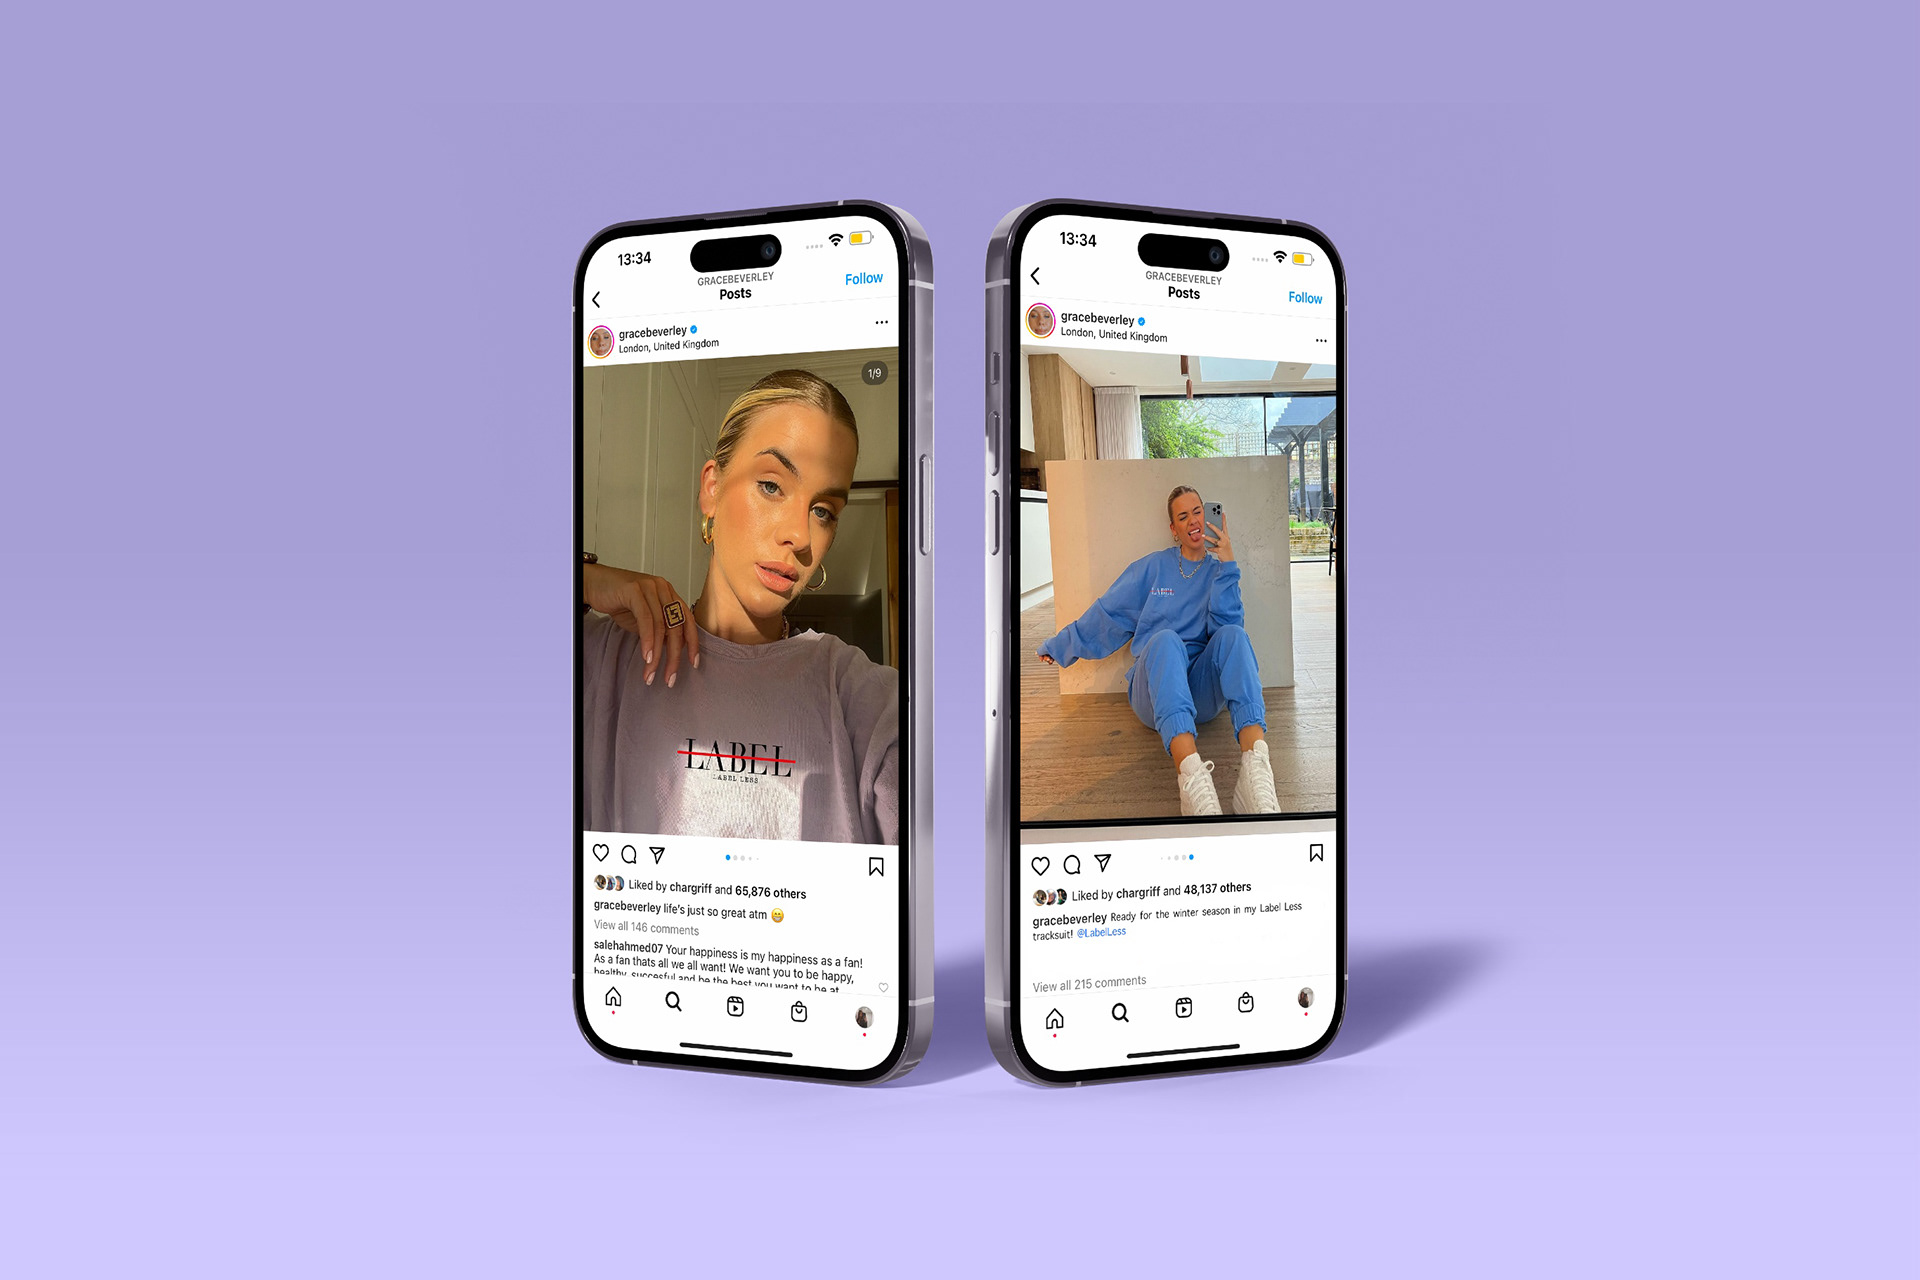 13:34
GRACEBEVERLEY
Posts
Follow
gracebeverley
London, United Kingdom
1/9
LABEL
LABEL LESS
Liked by chargriff and 65,876 others
gracebeverley life's just so great atm 😁
View all 146 comments
salehahmed07 Your happiness is my happiness as a fan!
As a fan thats all we all want! We want you to be happy,
healthy, succesful and be the best you want to be at
13:34
GRACEBEVERLEY
Posts
Follow
gracebeverley
London, United Kingdom
LABEL
Liked by chargriff and 48,137 others
gracebeverley Ready for the winter season in my Label Less
tracksuit! @LabelLess
View all 215 comments